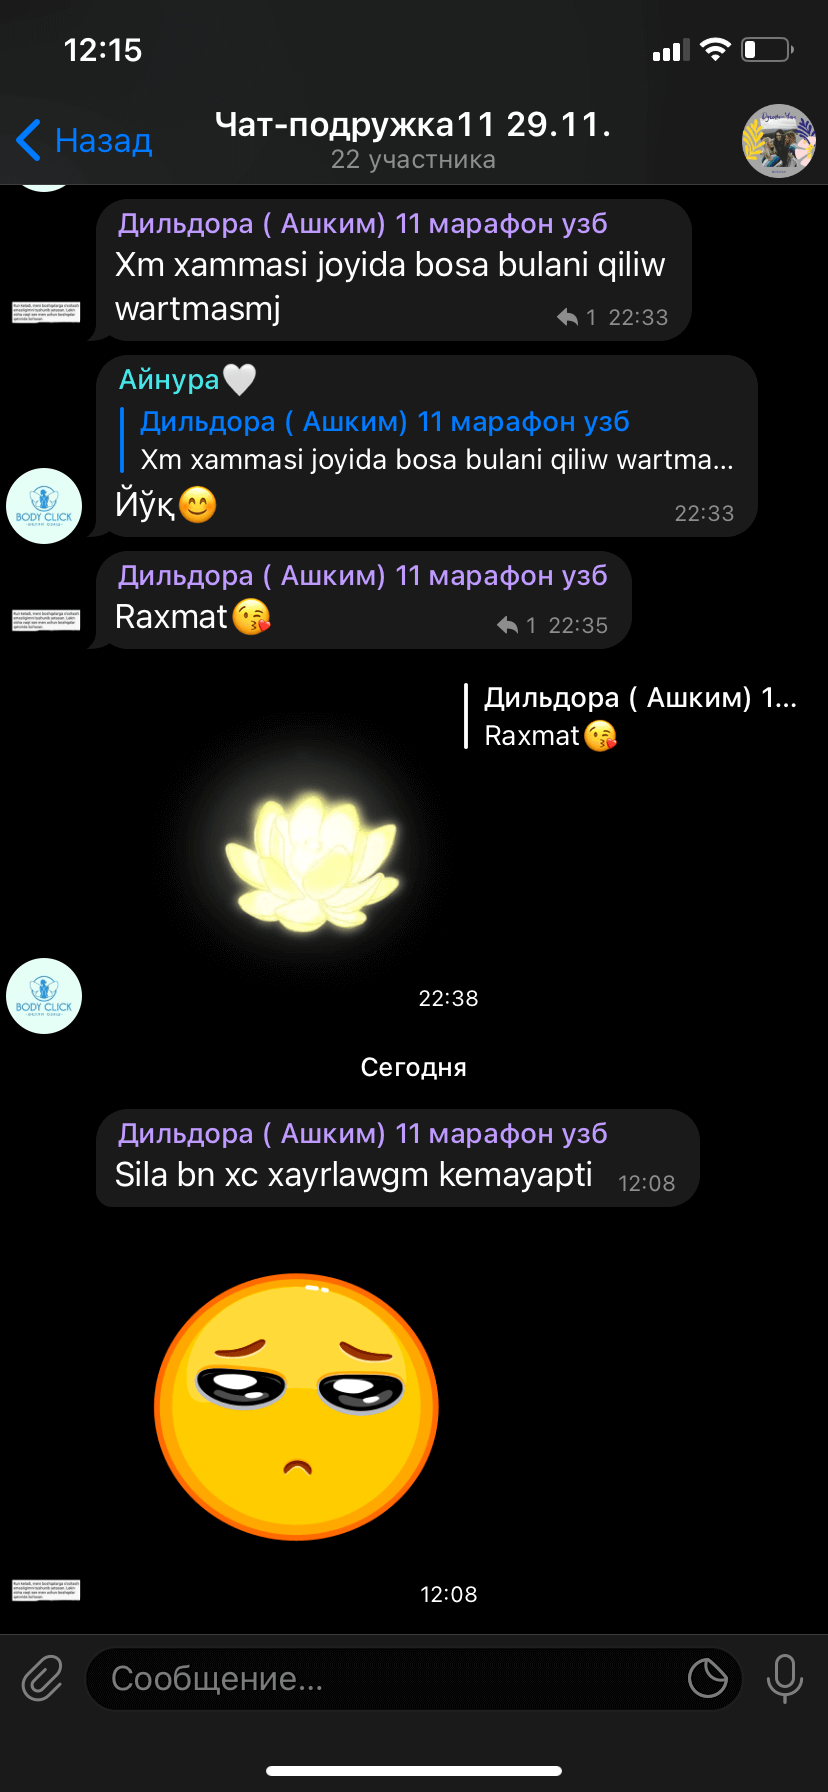 12:15
Назад
Чат-подружка11 29.11.
22 участника
Дильдора ( Ашким) 11 марафон узб
Xm xammasi joyida bosa bulani qiliw
wartmasmj
1 22:33
Айнура🤍
Дильдора ( Ашким) 11 марафон узб
Xm xammasi joyida bosa bulani qiliw wartma...
Йўқ😊
22:33
BODY CLICK
Дильдора ( Ашким) 11 марафон узб
Raxmat😘
1 22:35
Дильдора ( Ашким) 1...
Raxmat😘
22:38
BODY CLICK
Сегодня
Дильдора ( Ашким) 11 марафон узб
Sila bn xc xayrlawgm kemayapti
12:08
12:08
Сообщение...